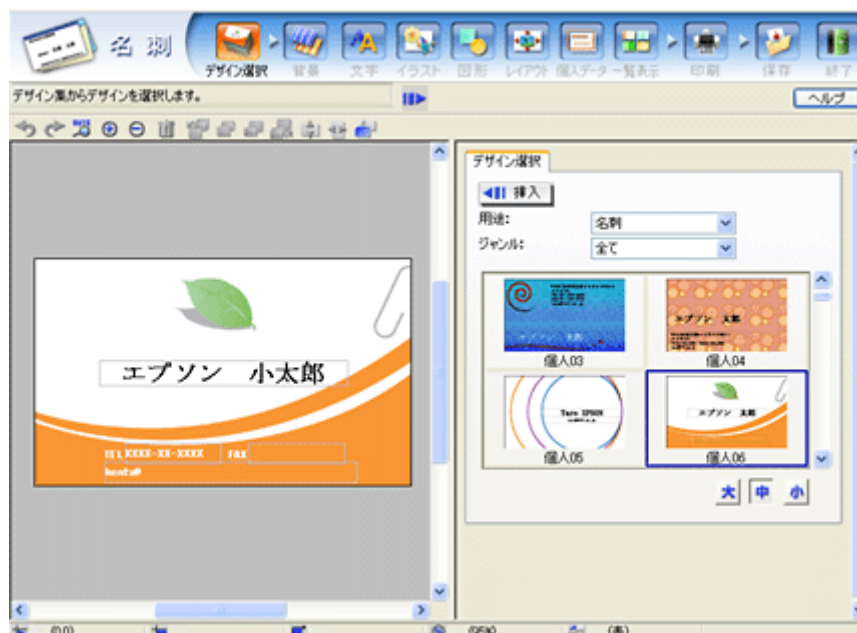 名刺
デザイン選択 背景 文字 イラスト 図形 レイアウト 個人データ 一覧表示 印刷 保存 終了
デザイン集からデザインを選択します。
ヘルプ
デザイン選択
挿入
用途: 名刺
ジャンル: 全て
エプソン 小太郎
TEL XXXX-XX-XXXX FAX
エプソン 太郎
個人03 個人04
Taro EPSON
エプソン 太郎
個人05 個人06
大 中 小